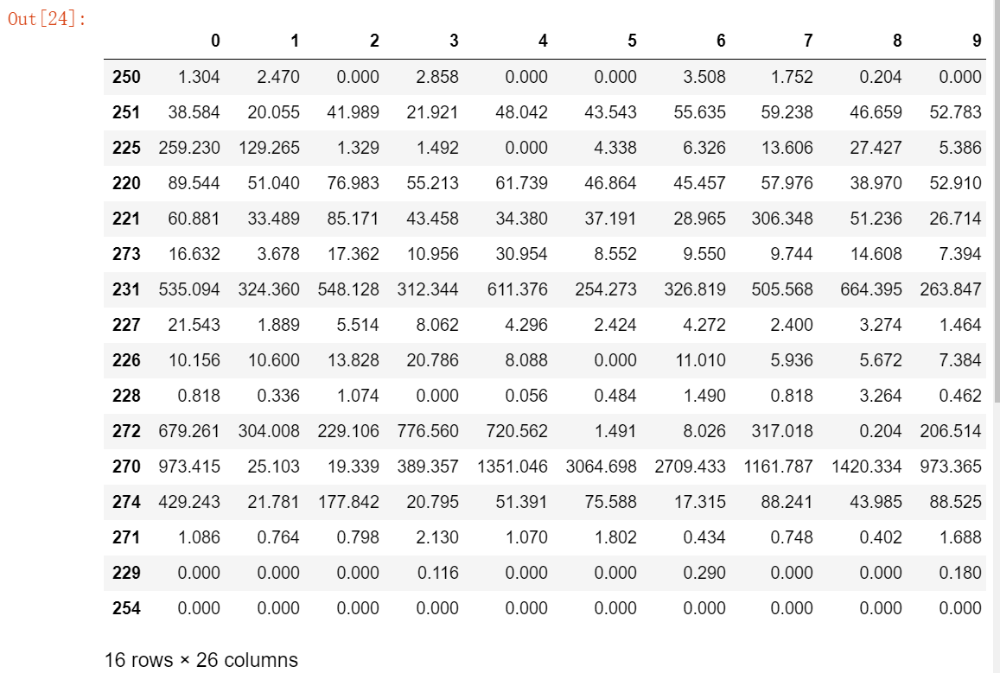 Out[24]:
0 1 2 3 4 5 6 7 8 9
250 1.304 2.470 0.000 2.858 0.000 0.000 3.508 1.752 0.204 0.000
251 38.584 20.055 41.989 21.921 48.042 43.543 55.635 59.238 46.659 52.783
225 259.230 129.265 1.329 1.492 0.000 4.338 6.326 13.606 27.427 5.386
220 89.544 51.040 76.983 55.213 61.739 46.864 45.457 57.976 38.970 52.910
221 60.881 33.489 85.171 43.458 34.380 37.191 28.965 306.348 51.236 26.714
273 16.632 3.678 17.362 10.956 30.954 8.552 9.550 9.744 14.608 7.394
231 535.094 324.360 548.128 312.344 611.376 254.273 326.819 505.568 664.395 263.847
227 21.543 1.889 5.514 8.062 4.296 2.424 4.272 2.400 3.274 1.464
226 10.156 10.600 13.828 20.786 8.088 0.000 11.010 5.936 5.672 7.384
228 0.818 0.336 1.074 0.000 0.056 0.484 1.490 0.818 3.264 0.462
272 679.261 304.008 229.106 776.560 720.562 1.491 8.026 317.018 0.204 206.514
270 973.415 25.103 19.339 389.357 1351.046 3064.698 2709.433 1161.787 1420.334 973.365
274 429.243 21.781 177.842 20.795 51.391 75.588 17.315 88.241 43.985 88.525
271 1.086 0.764 0.798 2.130 1.070 1.802 0.434 0.748 0.402 1.688
229 0.000 0.000 0.000 0.116 0.000 0.000 0.290 0.000 0.000 0.180
254 0.000 0.000 0.000 0.000 0.000 0.000 0.000 0.000 0.000 0.000
16 rows × 26 columns